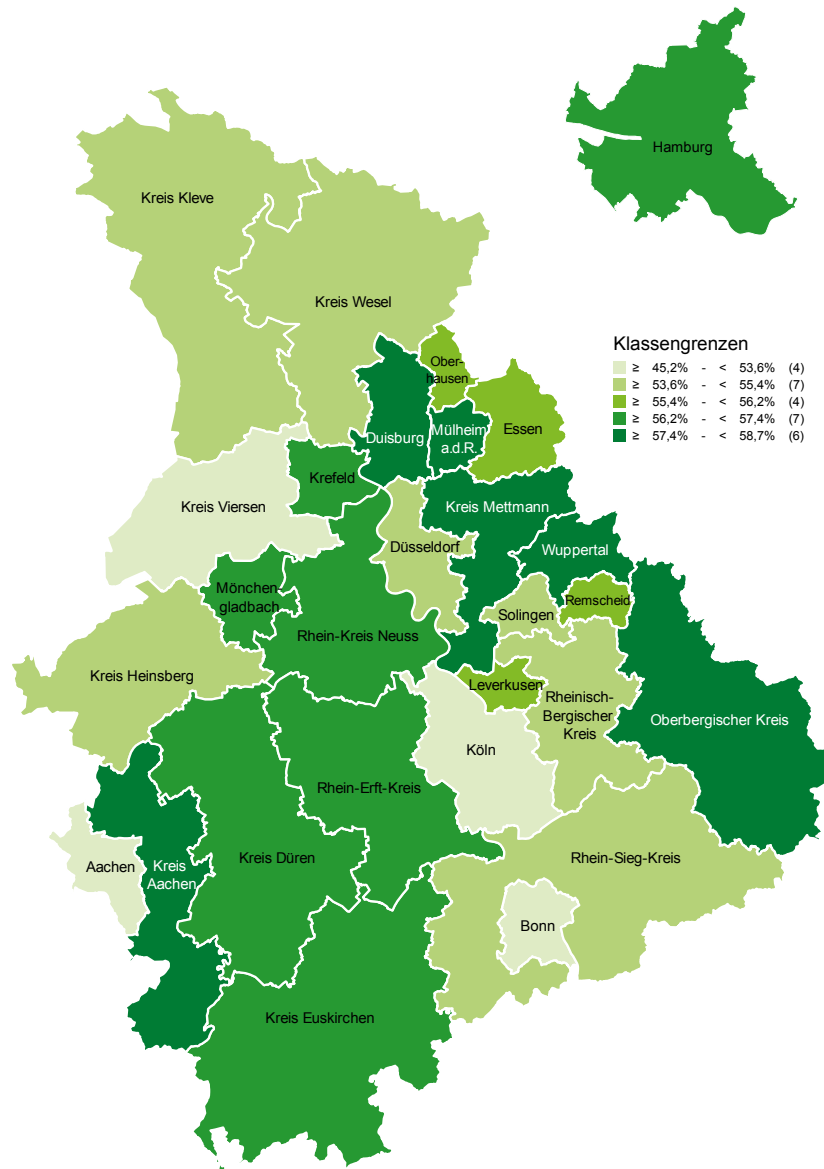 Hamburg
Kreis Kleve
Kreis Wesel
Klassengrenzen
≥ 45,2% - < 53,6% (4)
≥ 53,6% - < 55,4% (7)
≥ 55,4% - < 56,2% (4)
≥ 56,2% - < 57,4% (7)
≥ 57,4% - < 58,7% (6)
Ober-
hausen
Essen
Duisburg
Mülheim
a.d.R.
Krefeld
Kreis Viersen
Kreis Mettmann
Düsseldorf
Wuppertal
Mönchen
gladbach
Remscheid
Solingen
Rhein-Kreis Neuss
Kreis Heinsberg
Leverkusen
Rheinisch-
Bergischer
Kreis
Oberbergischer Kreis
Köln
Rhein-Erft-Kreis
Kreis Düren
Rhein-Sieg-Kreis
Aachen
Kreis
Aachen
Bonn
Kreis Euskirchen